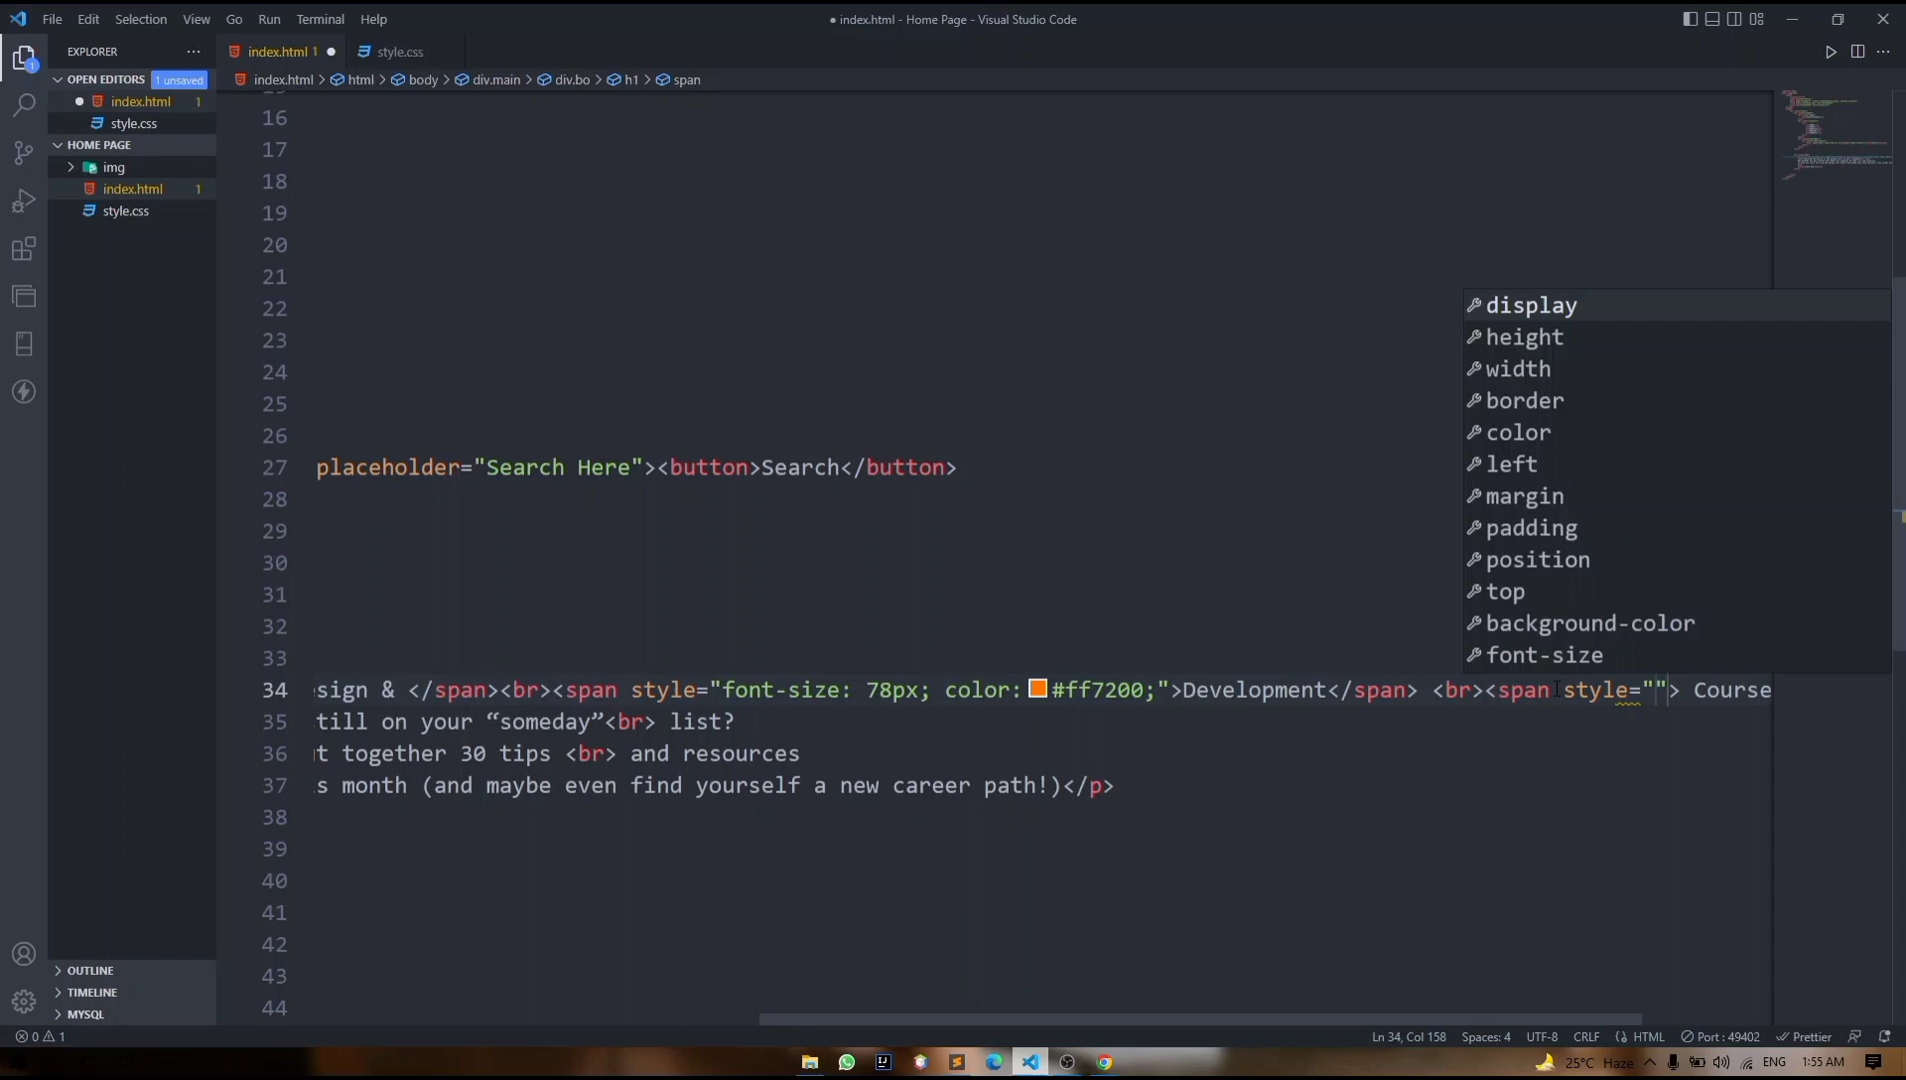 File Edit Selection View Go Run Terminal Help
● index.html - Home Page - Visual Studio Code
EXPLORER ...
index.html 1 ●
style.css
OPEN EDITORS 1 unsaved
index.html > html > body > div.main > div.bo > h1 > span
● index.html 1
style.css
HOME PAGE
img
index.html 1
style.css
16
17
18
19
20
21
22
23
24
25
26
27 placeholder="Search Here"><button>Search</button>
28
29
30
31
32
33
34 sign & </span><br><span style="font-size: 78px; color: #ff7200;">Development</span> <br><span style=""> Course
35 till on your “someday”<br> list?
36 t together 30 tips <br> and resources
37 s month (and maybe even find yourself a new career path!)</p>
38
39
40
41
42
43
44
display
height
width
border
color
left
margin
padding
position
top
background-color
font-size
OUTLINE
TIMELINE
MYSQL
0 1
Ln 34, Col 158 Spaces: 4 UTF-8 CRLF {} HTML Port : 49402 Prettier
25°C Haze ENG 1:55 AM